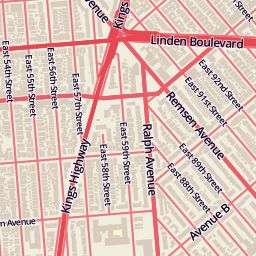 Avenue
Kings
Linden Boulevard
East 54th Street
East 55th Street
East 56th Street
East 57th Street
East 92nd Street
East 91st Street
Remsen Avenue
Kings Highway
East 58th Street
East 59th Street
Ralph Avenue
East 89th Street
East 88th Street
Avenue B
Avenue